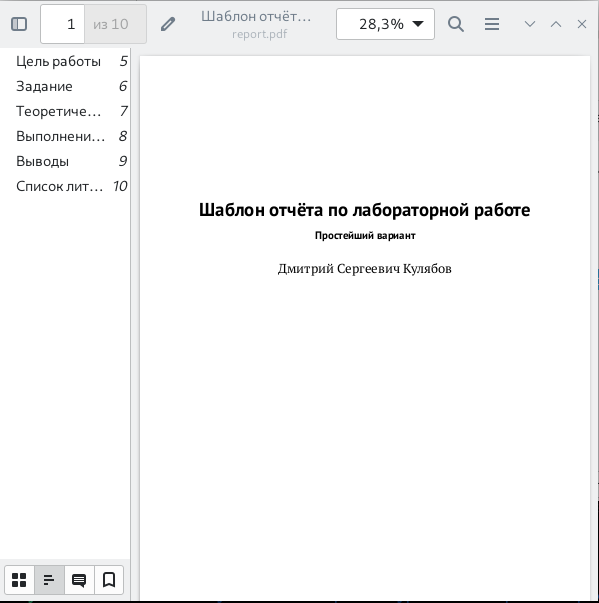 1 из 10
Шаблон отчёт…
report.pdf
28,3%
Цель работы 5
Задание 6
Теоретиче… 7
Выполнени… 8
Выводы 9
Список лит… 10
Шаблон отчёта по лабораторной работе
Простейший вариант
Дмитрий Сергеевич Кулябов